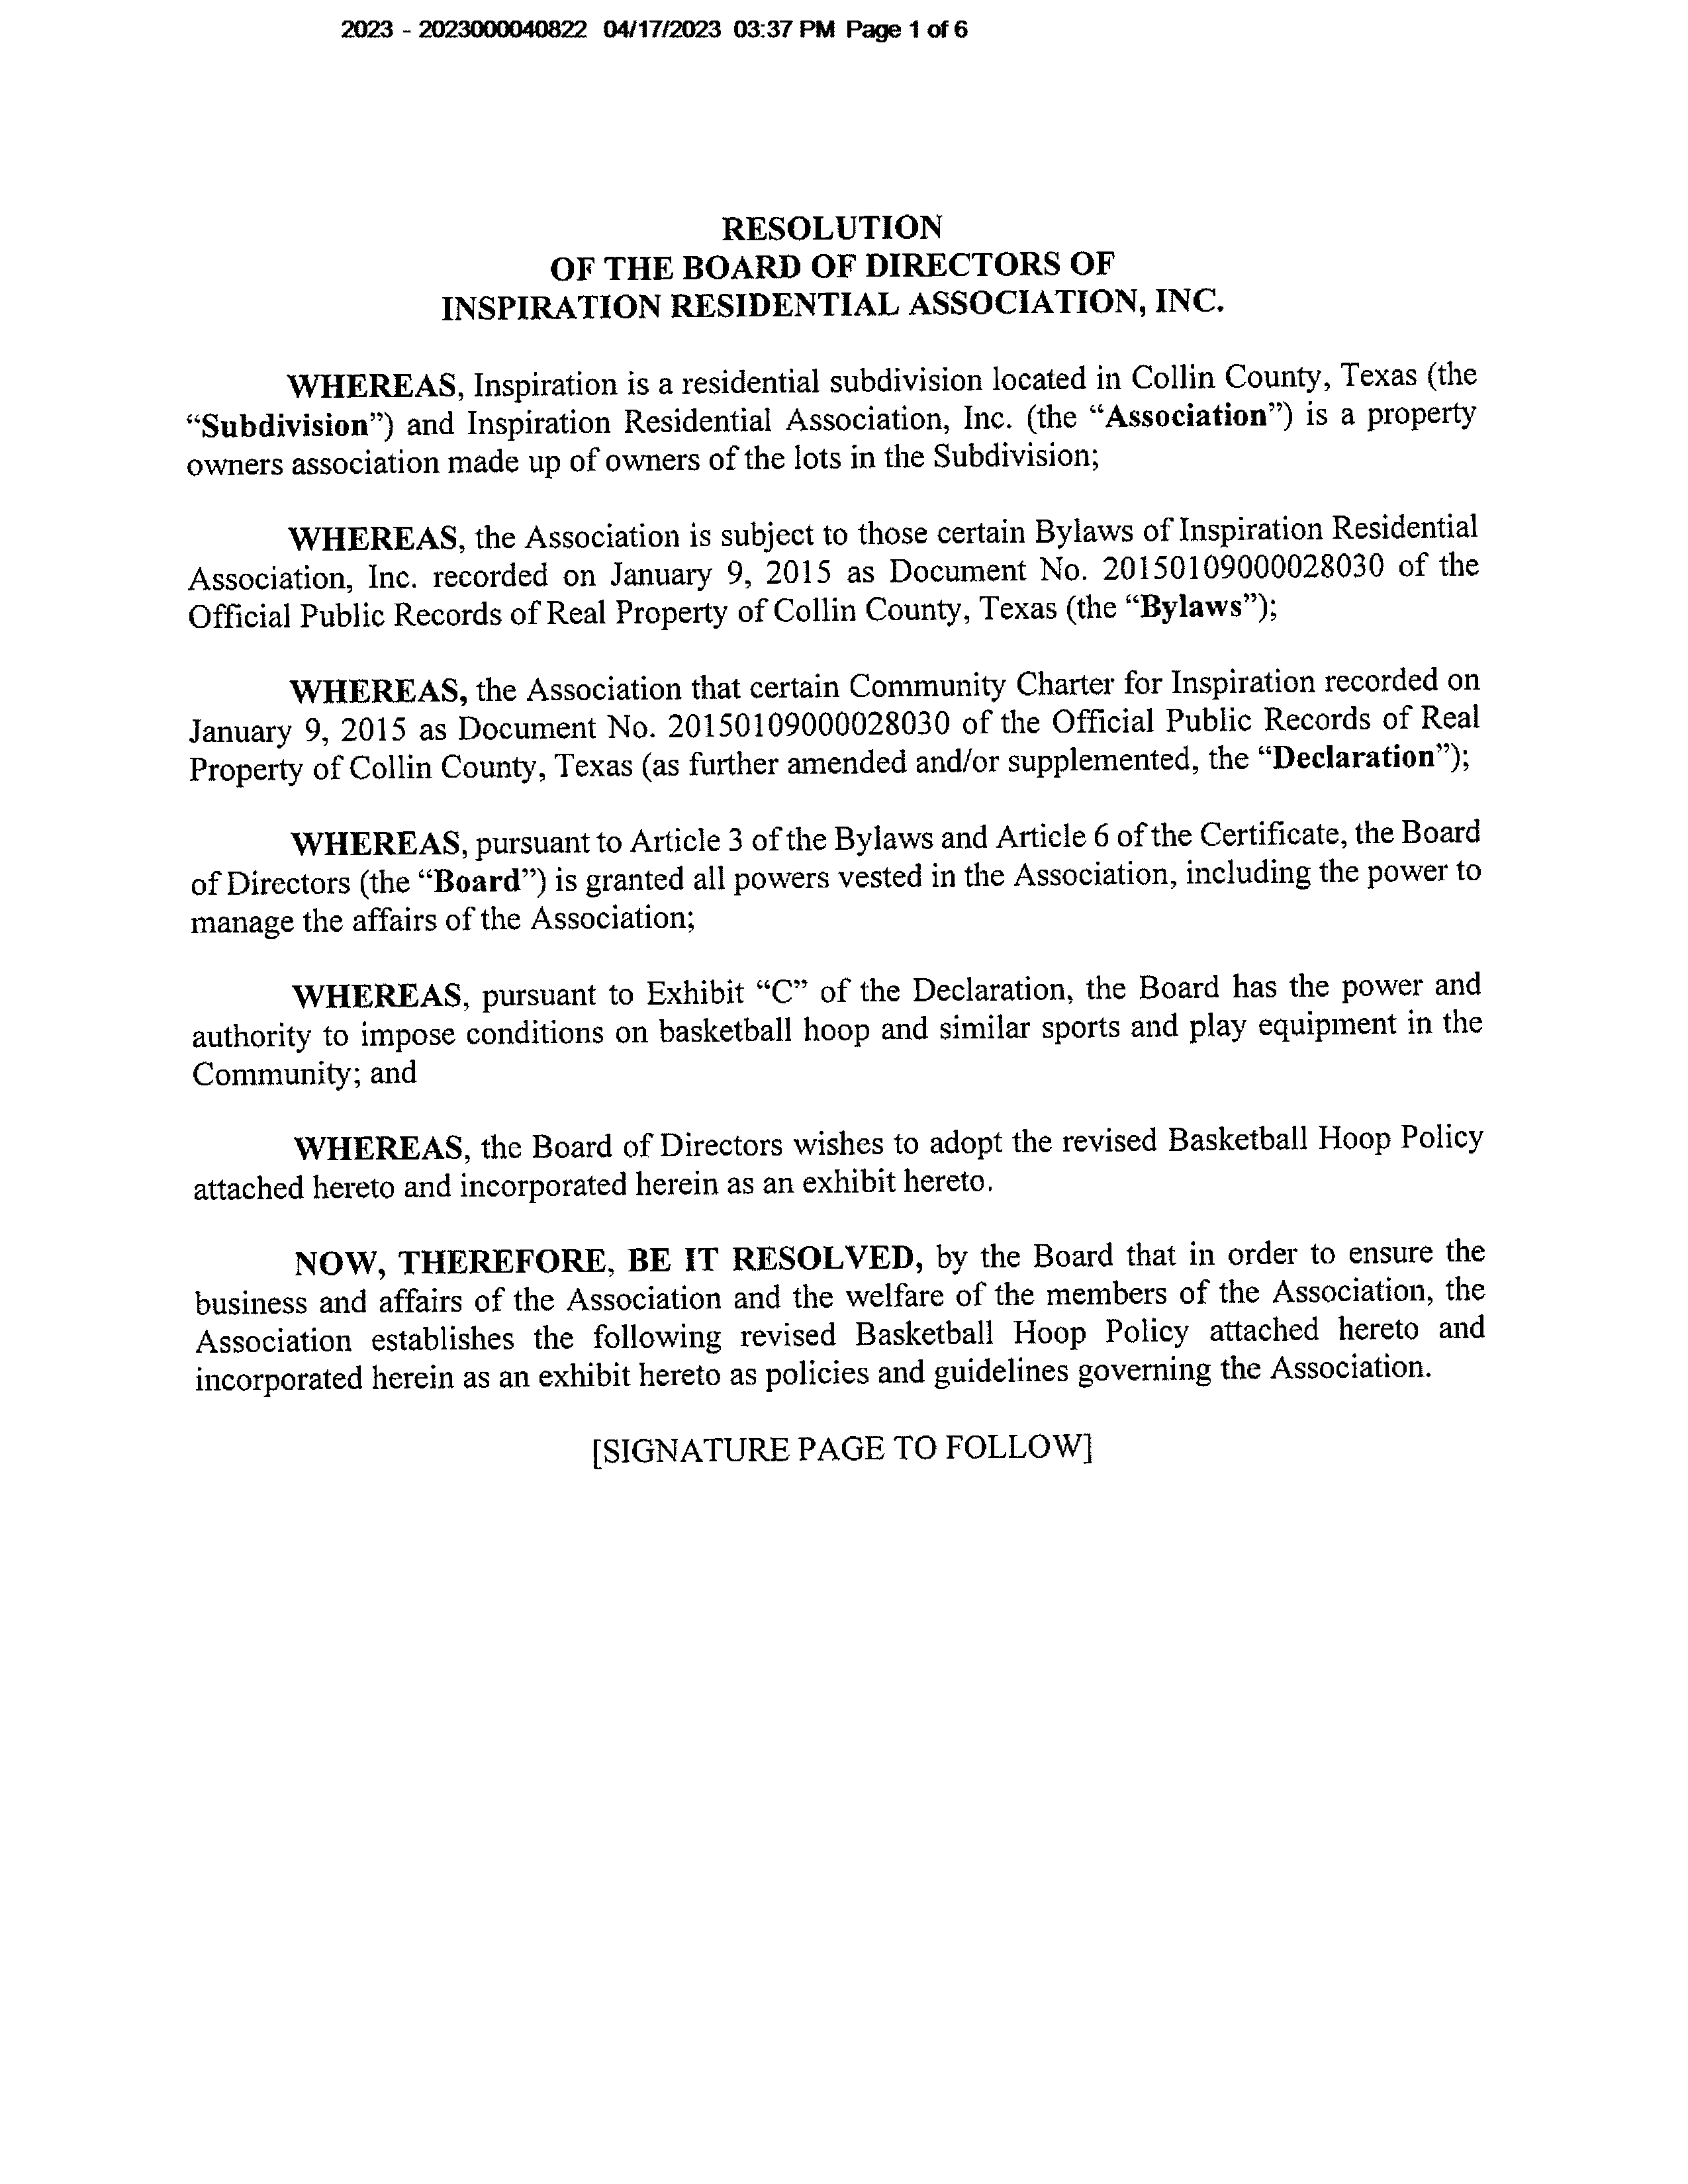 2023 - 2023000040822 04/17/2023 03:37 PM Page 1 of 6
RESOLUTION
OF THE BOARD OF DIRECTORS OF
INSPIRATION RESIDENTIAL ASSOCIATION, INC.
WHEREAS, Inspiration is a residential subdivision located in Collin County, Texas (the
“Subdivision”) and Inspiration Residential Association, Inc. (the “Association”) is a property
owners association made up of owners of the lots in the Subdivision;
WHEREAS, the Association is subject to those certain Bylaws of Inspiration Residential
Association, Inc. recorded on January 9, 2015 as Document No. 20150109000028030 of the
Official Public Records of Real Property of Collin County, Texas (the “Bylaws”);
WHEREAS, the Association that certain Community Charter for Inspiration recorded on
January 9, 2015 as Document No. 20150109000028030 of the Official Public Records of Real
Property of Collin County, Texas (as further amended and/or supplemented, the “Declaration”);
WHEREAS, pursuant to Article 3 of the Bylaws and Article 6 of the Certificate, the Board
of Directors (the “Board”) is granted all powers vested in the Association, including the power to
manage the affairs of the Association;
WHEREAS, pursuant to Exhibit “C” of the Declaration, the Board has the power and
authority to impose conditions on basketball hoop and similar sports and play equipment in the
Community; and
WHEREAS, the Board of Directors wishes to adopt the revised Basketball Hoop Policy
attached hereto and incorporated herein as an exhibit hereto.
NOW, THEREFORE, BE IT RESOLVED, by the Board that in order to ensure the
business and affairs of the Association and the welfare of the members of the Association, the
Association establishes the following revised Basketball Hoop Policy attached hereto and
incorporated herein as an exhibit hereto as policies and guidelines governing the Association.
[SIGNATURE PAGE TO FOLLOW]